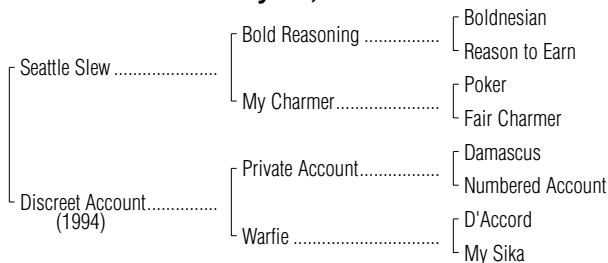 Boldnesian
Bold Reasoning ................
Reason to Earn
Seattle Slew ......................
Poker
My Charmer......................
Fair Charmer
Damascus
Private Account.................
Numbered Account
Discreet Account...............
(1994)
D'Accord
Warfie ...............................
My Sika